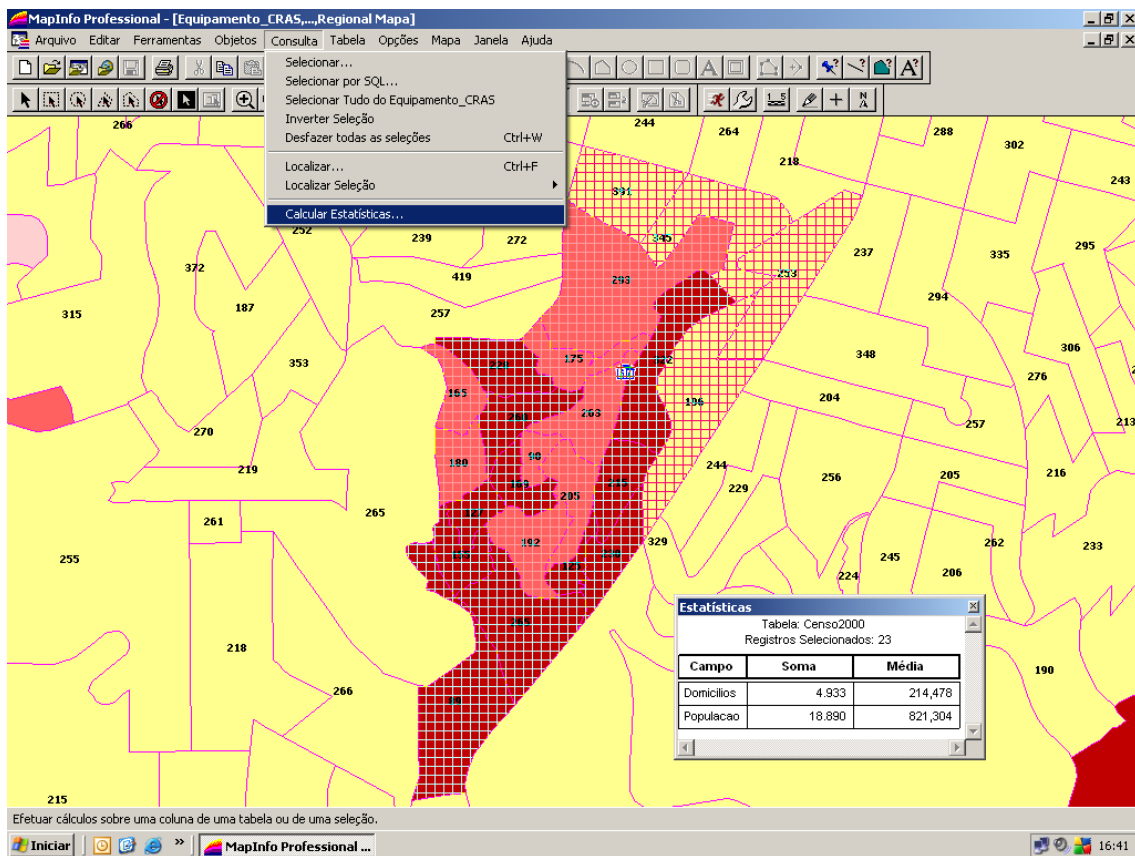 MapInfo Professional - [Equipamento_CRAS,...,Regional Mapa]
Arquivo Editar Ferramentas Objetos Consulta Tabela Opções Mapa Janela Ajuda
Selecionar...
Selecionar por SQL...
Selecionar Tudo do Equipamento_CRAS
Inverter Seleção
Desfazer todas as seleções Ctrl+W
Localizar... Ctrl+F
Localizar Seleção
Calcular Estatísticas...
266 244 264 288 302
218 243
391
252 239 272 345 237 335 295
372 419 293 253
315 187 257 294
353 175 348 306
165 276
196 204
270 263 257 213
219 180 98 244 256 205 216
265 205 229
261 192 329 262 233
255 245
224 206
Estatísticas
Tabela: Censo2000
Registros Selecionados: 23
Campo Soma Média
Domicilios 4.933 214,478
Populacao 18.890 821,304
218 190
266
215
Efetuar cálculos sobre uma coluna de uma tabela ou de uma seleção.
Iniciar » MapInfo Professional ... 16:41